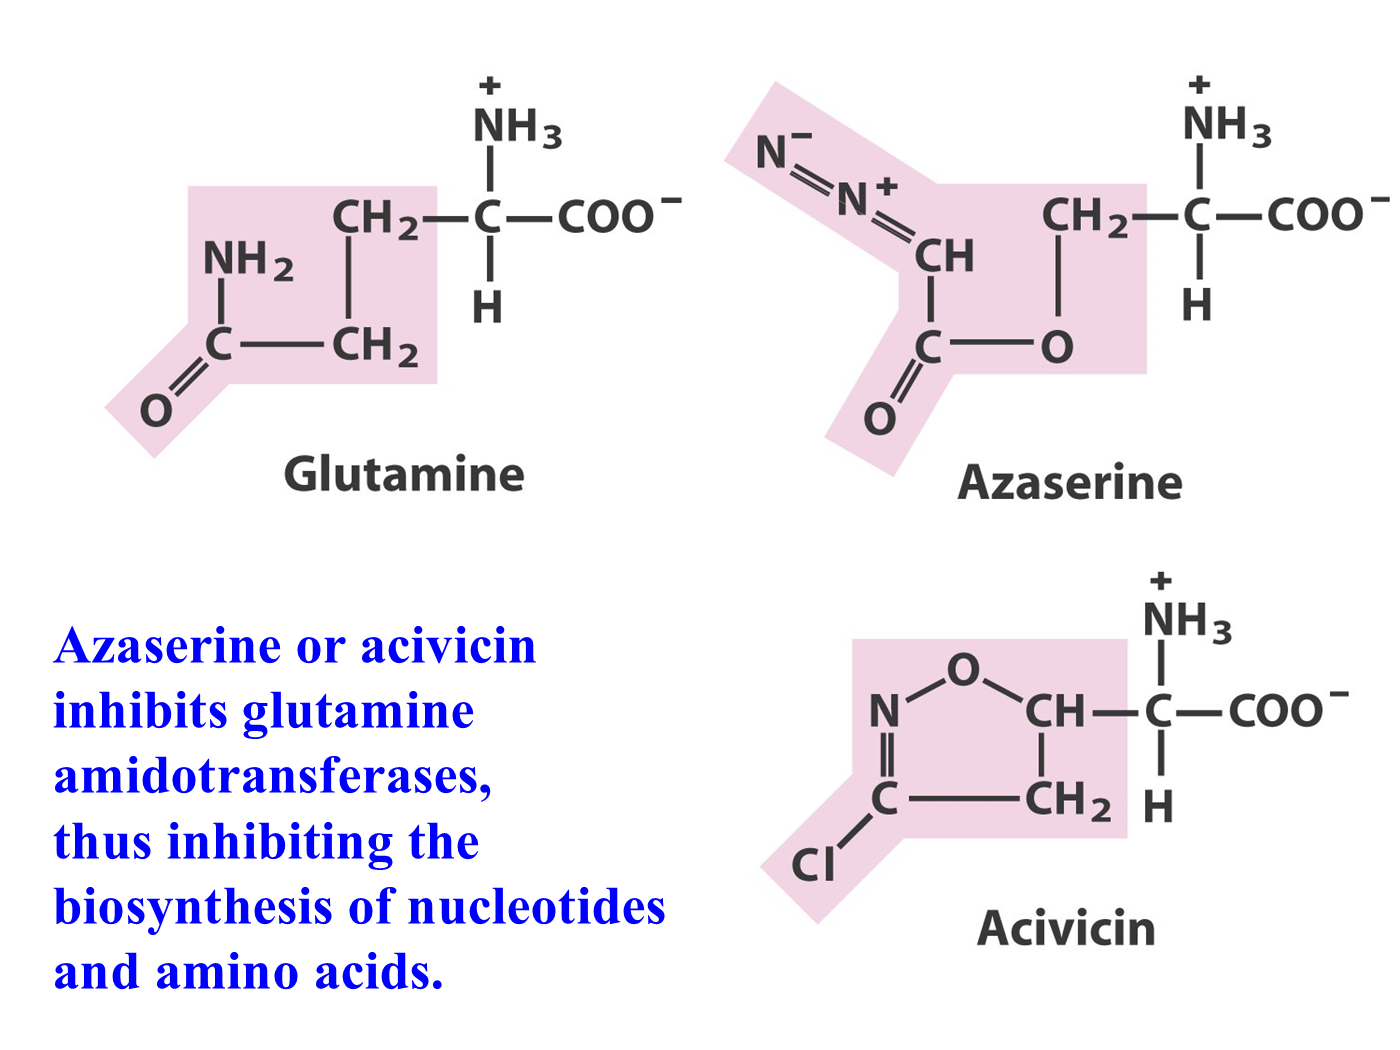 +
NH3
CH2 C COO−
NH2
H
C CH2
O
Glutamine
+
NH3
N−
N+
CH2 C COO−
CH
H
C O
O
Azaserine
Azaserine or acivicin
inhibits glutamine
amidotransferases,
thus inhibiting the
biosynthesis of nucleotides
and amino acids.
+
NH3
O
N CH C COO−
C CH2 H
Cl
Acivicin